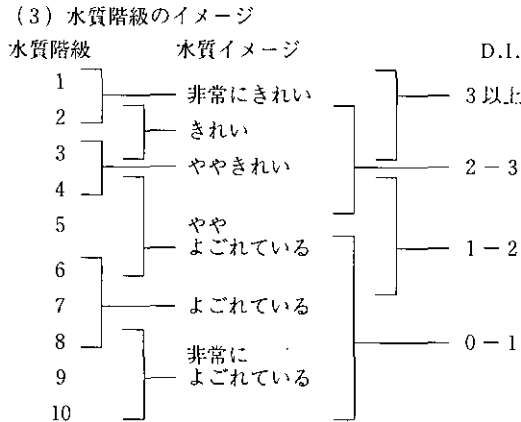 （3）水質階級のイメージ
水質階級 水質イメージ D.I.
1
非常にきれい 3以上
2
きれい
3
ややきれい 2－3
4
5 やや
よごれている 1－2
6
7 よごれている
8 0－1
非常に
9 よごれている
10